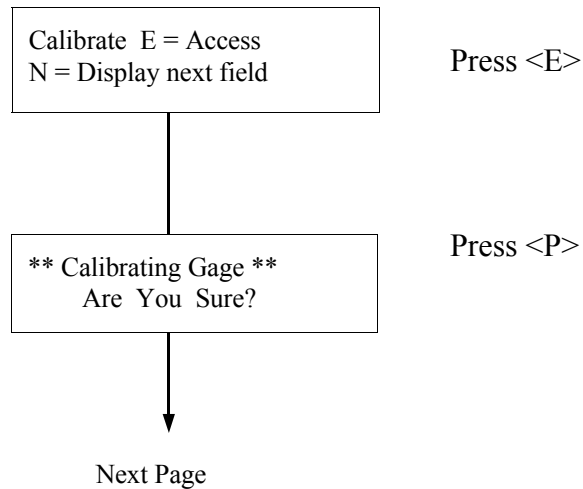 Calibrate E = Access
N = Display next field
Press <E>
** Calibrating Gage **
Are You Sure?
Press <P>
Next Page